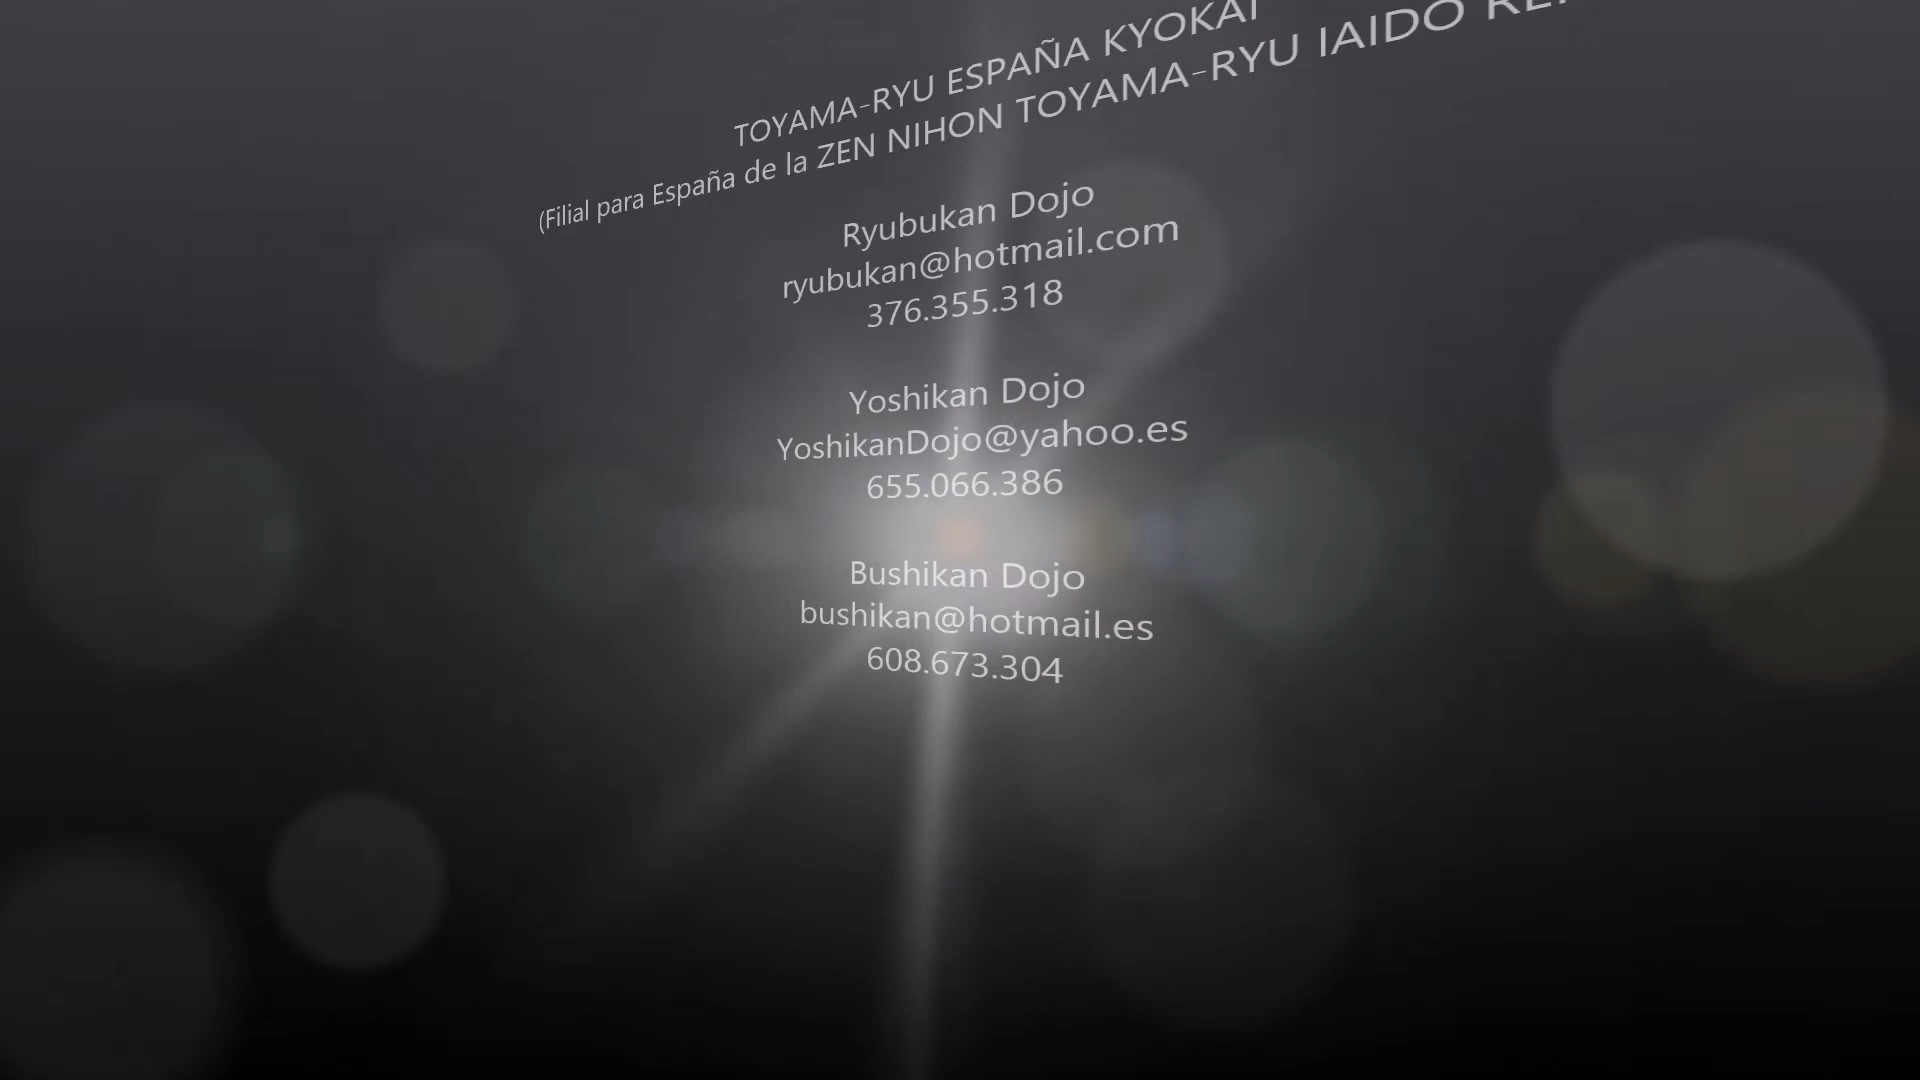 TOYAMA-RYU ESPAÑA KYOKAI
(Filial para España de la ZEN NIHON TOYAMA-RYU IAIDO
Ryubukan Dojo
ryubukan@hotmail.com
376.355.318
Yoshikan Dojo
YoshikanDojo@yahoo.es
655.066.386
Bushikan Dojo
bushikan@hotmail.es
608.673.304